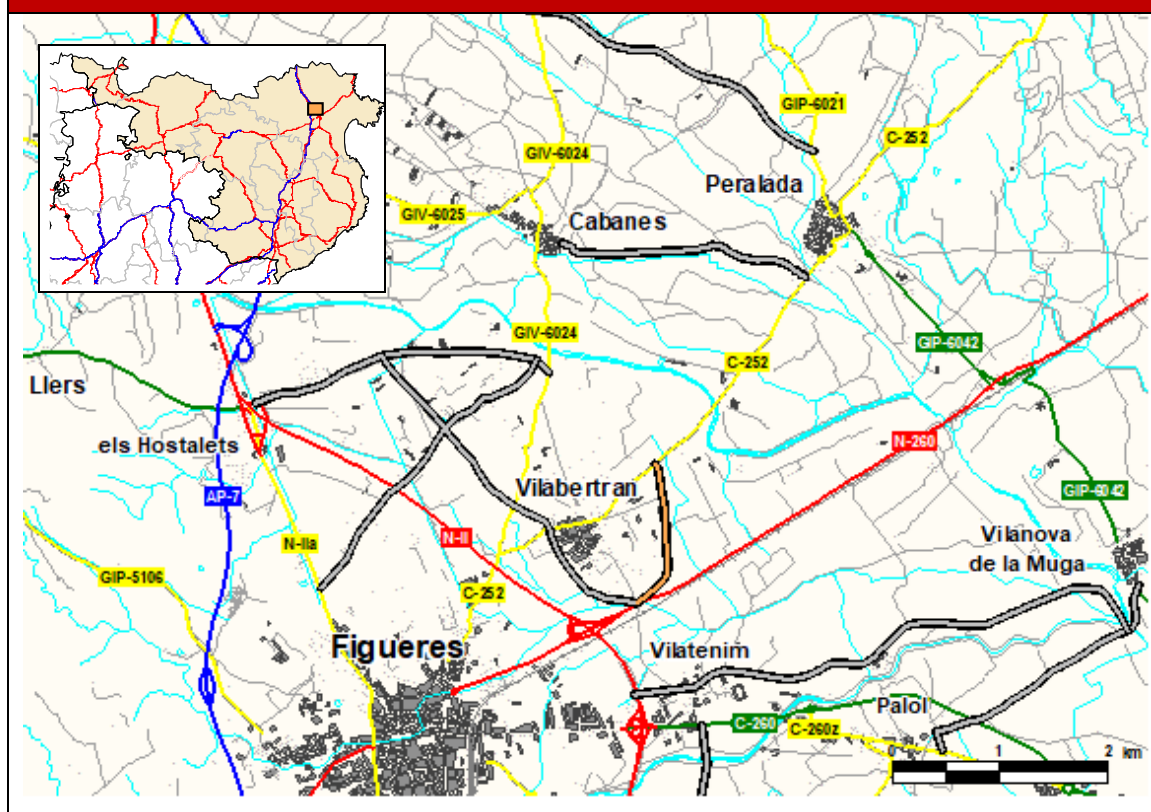 GIP-6021
C-252
GIV-6024
Peralada
GIV-6025
Cabanes
GIV-6024
GIP-6042
C-252
Llers
els Hostalets
N-260
AP-7
Vilabertran
GIP-6042
N-IIa
N-II
Vilanova
de la Muga
GIP-5106
C-252
Figueres
Vilatenim
Palol
C-260
C-260z
0 1 2 km